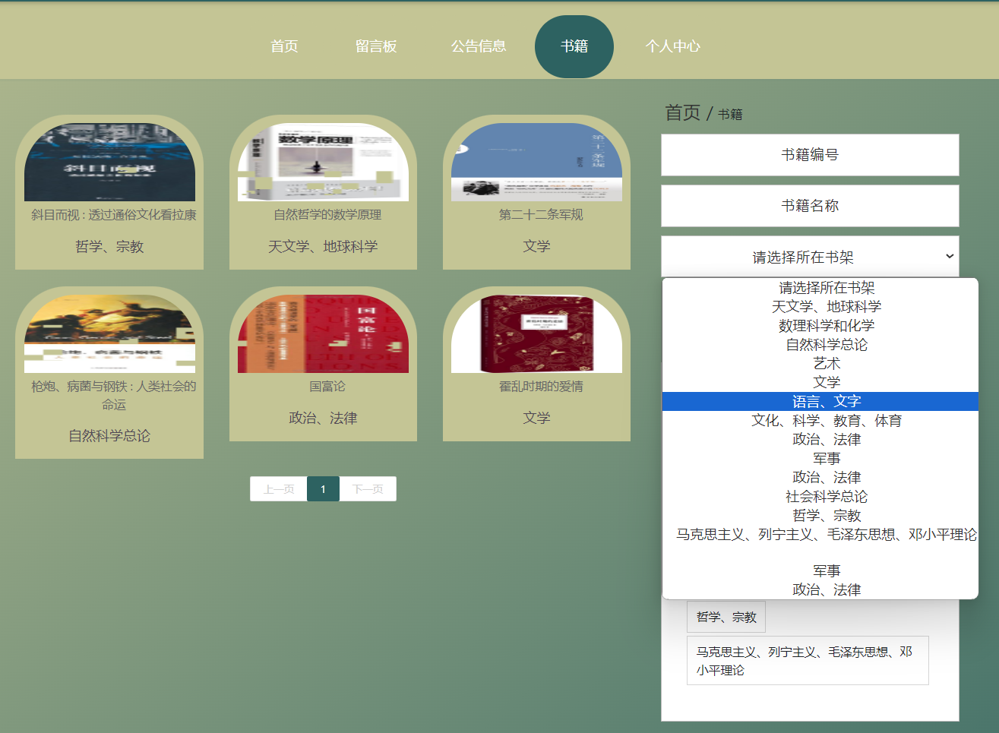 首页
留言板
公告信息
书籍
个人中心
首页 / 书籍
斜目而视
斜目而视 : 透过通俗文化看拉康
哲学、宗教
数学原理
自然哲学的数学原理
天文学、地球科学
第二十二条军规
第二十二条军规
文学
枪炮、病菌与钢铁 : 人类社会的
命运
自然科学总论
国富论
国富论
政治、法律
霍乱时期的爱情
霍乱时期的爱情
文学
上一页
1
下一页
书籍编号
书籍名称
请选择所在书架
请选择所在书架
天文学、地球科学
数理科学和化学
自然科学总论
艺术
文学
语言、文字
文化、科学、教育、体育
政治、法律
军事
政治、法律
社会科学总论
哲学、宗教
马克思主义、列宁主义、毛泽东思想、邓小平理论
军事
政治、法律
哲学、宗教
马克思主义、列宁主义、毛泽东思想、邓
小平理论